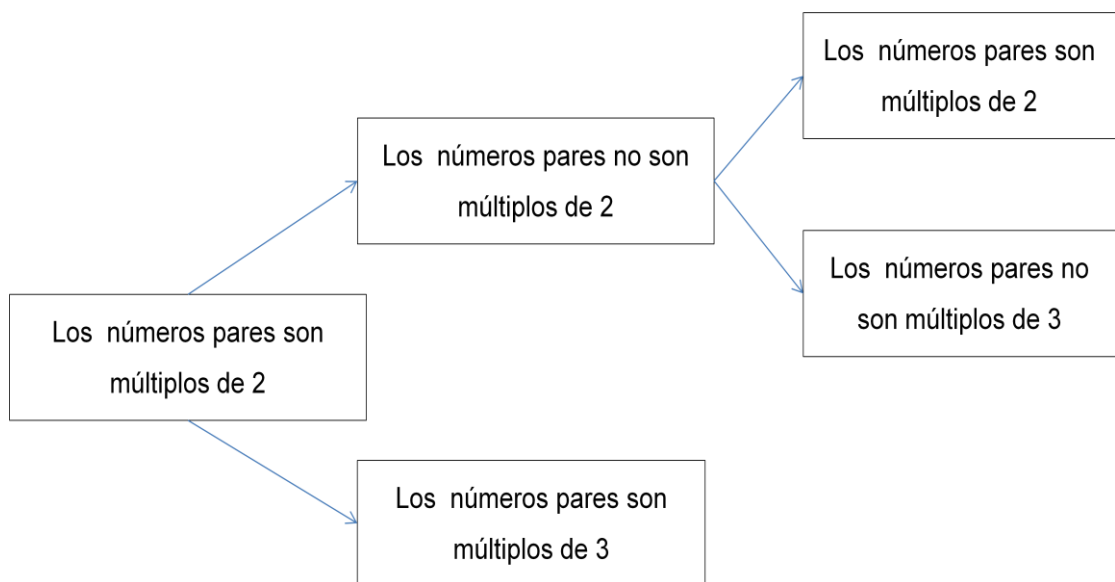 Los números pares son
múltiplos de 2
Los números pares no son
múltiplos de 2
Los números pares no
son múltiplos de 3
Los números pares son
múltiplos de 2
Los números pares son
múltiplos de 3